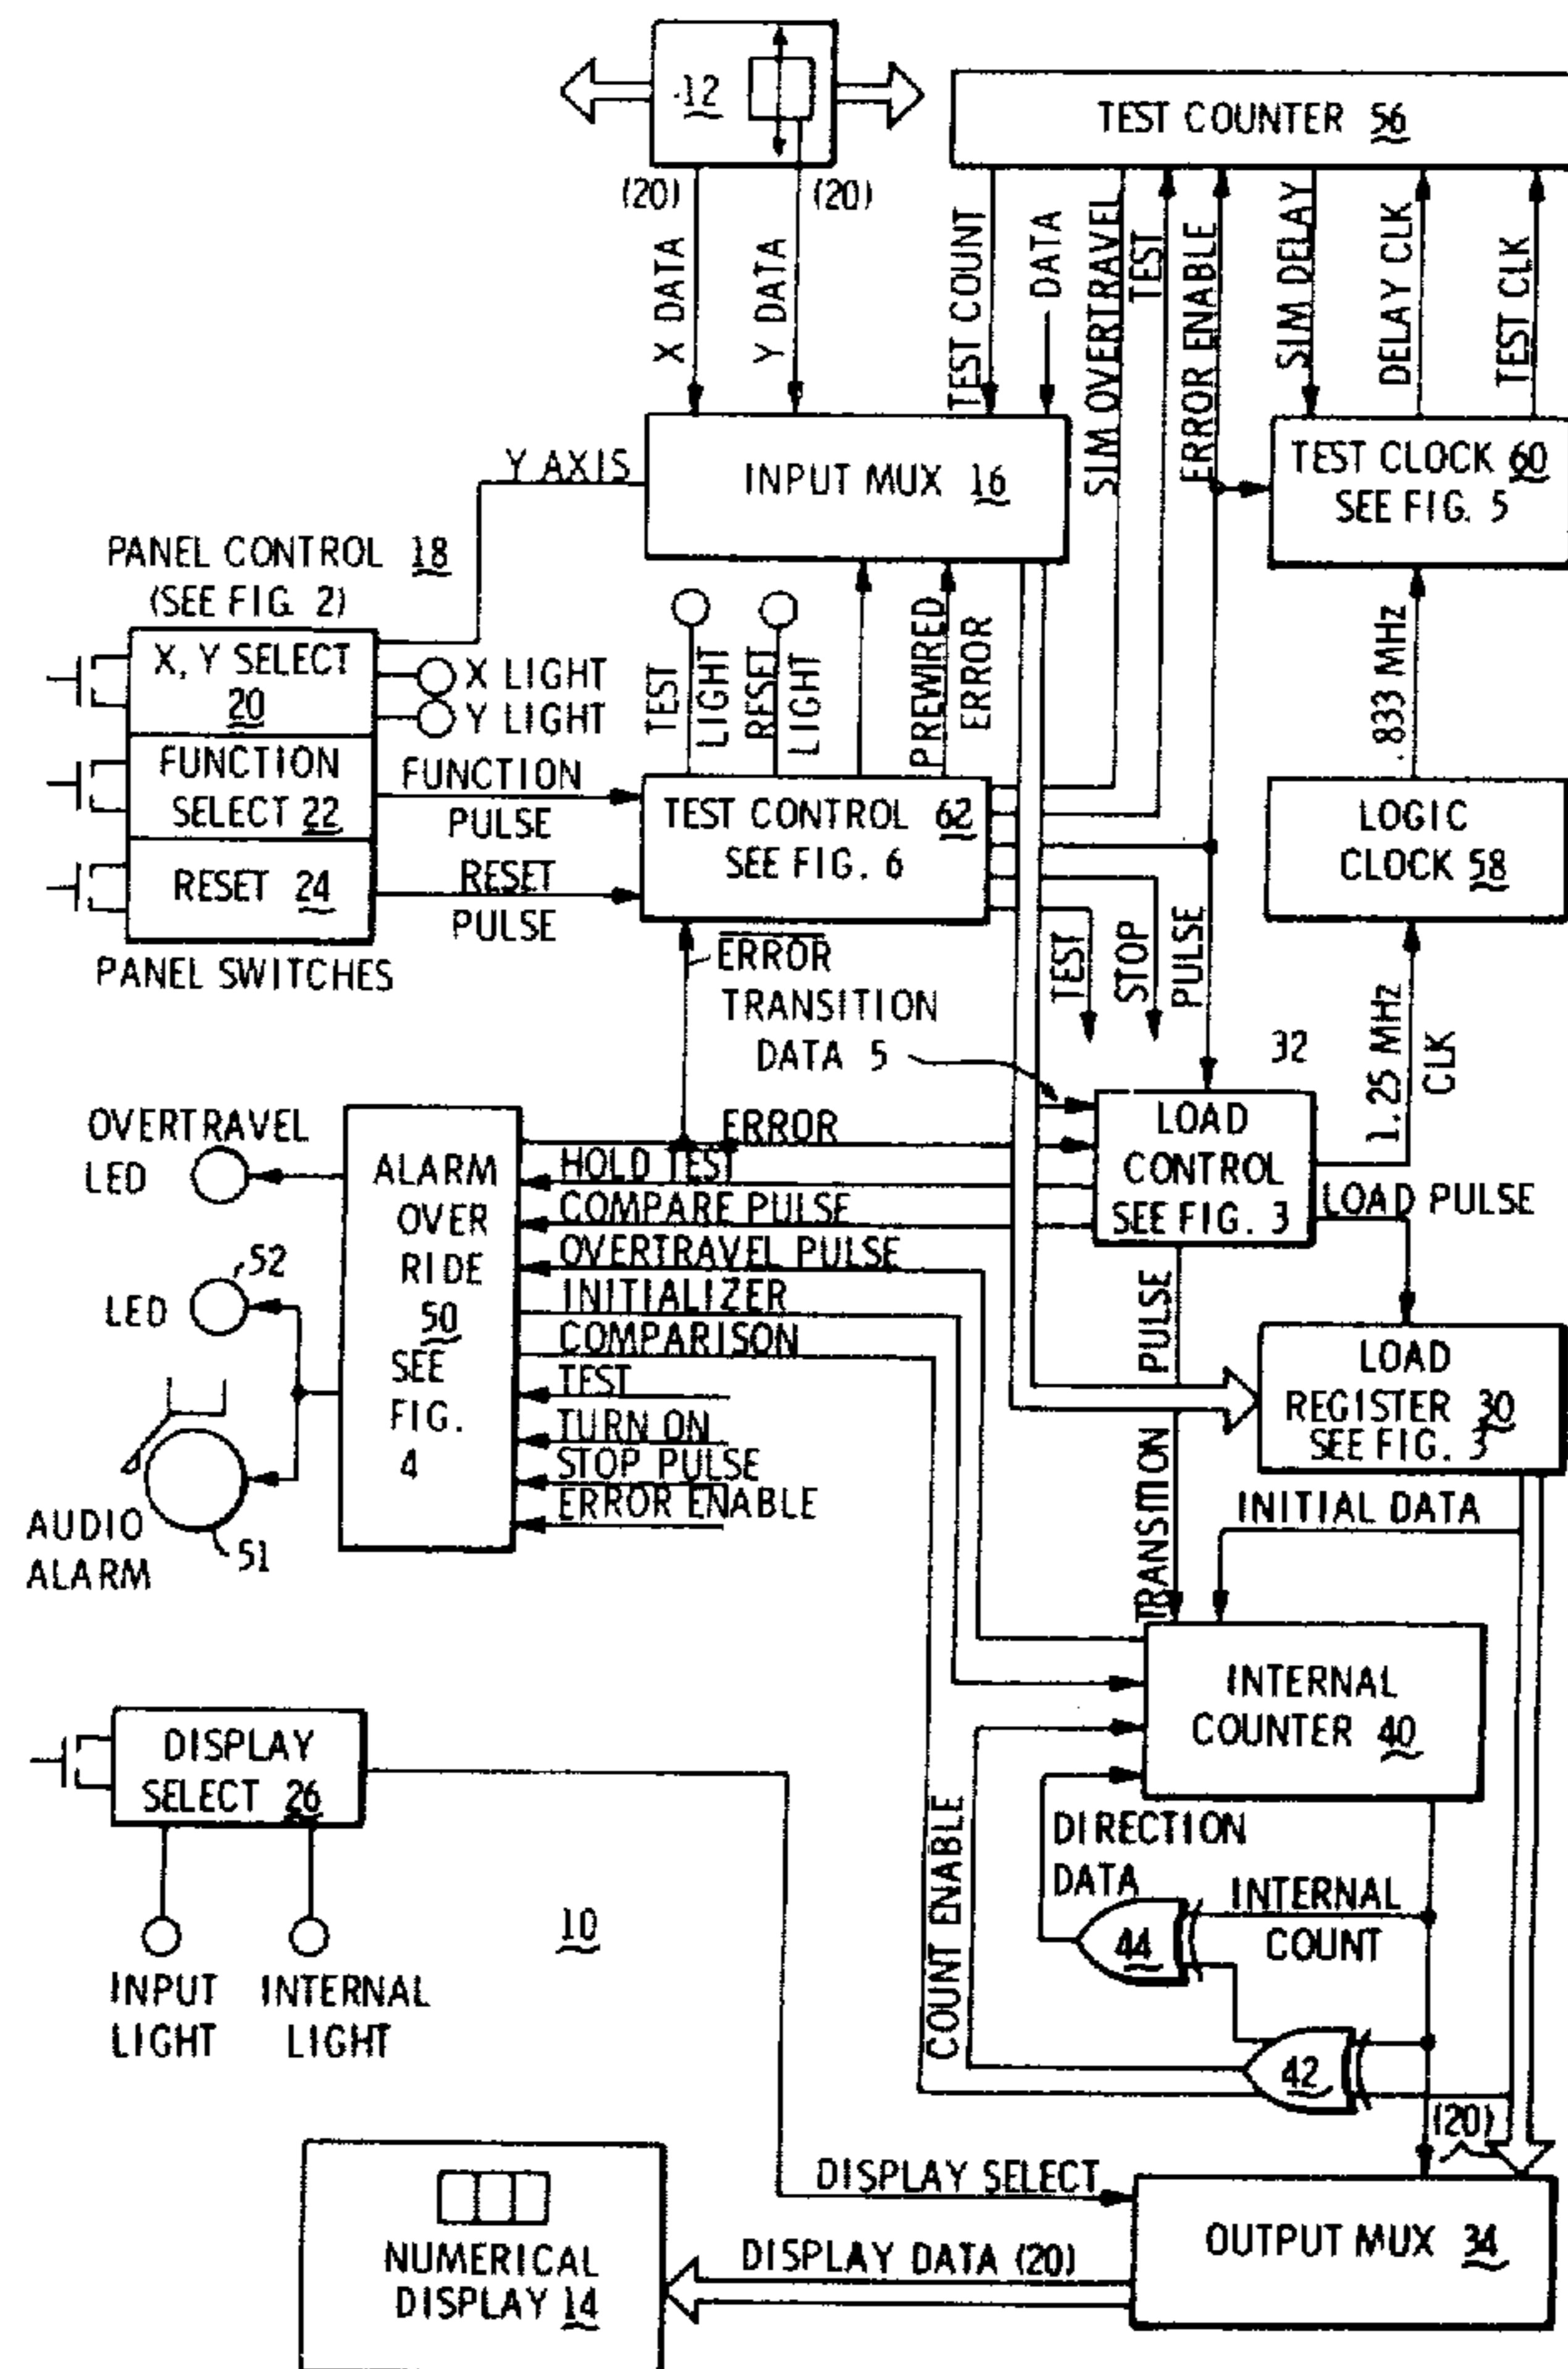 12
TEST COUNTER 56
(20)
(20)
X DATA
Y DATA
TEST COUNT
DATA
SIM OVERTRAVEL
TEST
ERROR ENABLE
SIM DELAY
DELAY CLK
TEST CLK
Y AXIS
INPUT MUX 16
TEST CLOCK 60
SEE FIG. 5
PANEL CONTROL 18
(SEE FIG. 2)
X, Y SELECT
20
X LIGHT
Y LIGHT
TEST
LIGHT
RESET
LIGHT
PREWIRED
ERROR
.833 MHz
FUNCTION
SELECT 22
FUNCTION
PULSE
TEST CONTROL 62
SEE FIG. 6
LOGIC
CLOCK 58
RESET 24
RESET
PULSE
PANEL SWITCHES
ERROR
TRANSITION
DATA 5
TEST
STOP
PULSE
32
1.25 MHz
CLK
OVERTRAVEL
LED
ALARM
OVER
RIDE
50
SEE
FIG.
4
ERROR
HOLD TEST
COMPARE PULSE
OVERTRAVEL PULSE
INITIALIZER
COMPARISON
TEST
TURN ON
STOP PULSE
ERROR ENABLE
LOAD
CONTROL
SEE FIG. 3
LOAD PULSE
52
LED
PULSE
TRANSITION
LOAD
REGISTER 30
SEE FIG. 3
AUDIO
ALARM
51
INITIAL DATA
INTERNAL
COUNTER 40
DISPLAY
SELECT 26
COUNT ENABLE
DIRECTION
DATA
INTERNAL
COUNT
44
10
INPUT
LIGHT
INTERNAL
LIGHT
42
(20)
DISPLAY SELECT
OUTPUT MUX 34
NUMERICAL
DISPLAY 14
DISPLAY DATA (20)